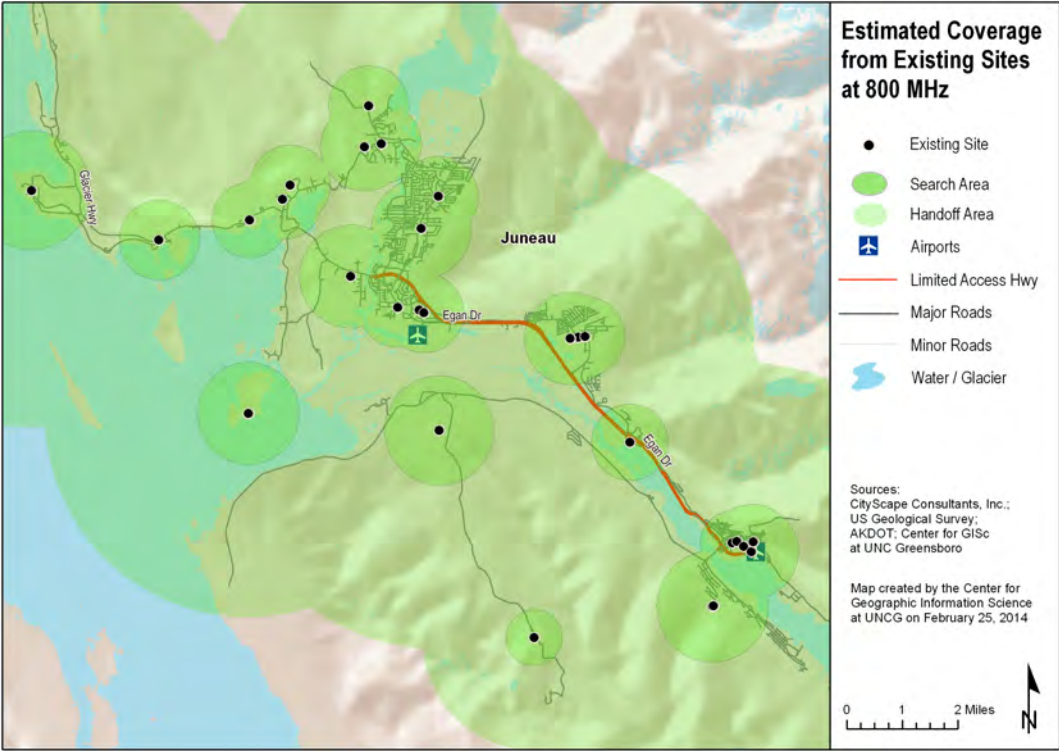 Estimated Coverage
from Existing Sites
at 800 MHz
Existing Site
Search Area
Handoff Area
Airports
Limited Access Hwy
Major Roads
Minor Roads
Water / Glacier
Sources:
CityScape Consultants, Inc.;
US Geological Survey;
AKDOT; Center for GISc
at UNC Greensboro
Map created by the Center for
Geographic Information Science
at UNCG on February 25, 2014
0 1 2 Miles
N
Glacier Hwy
Juneau
Egan Dr
Egan Dr